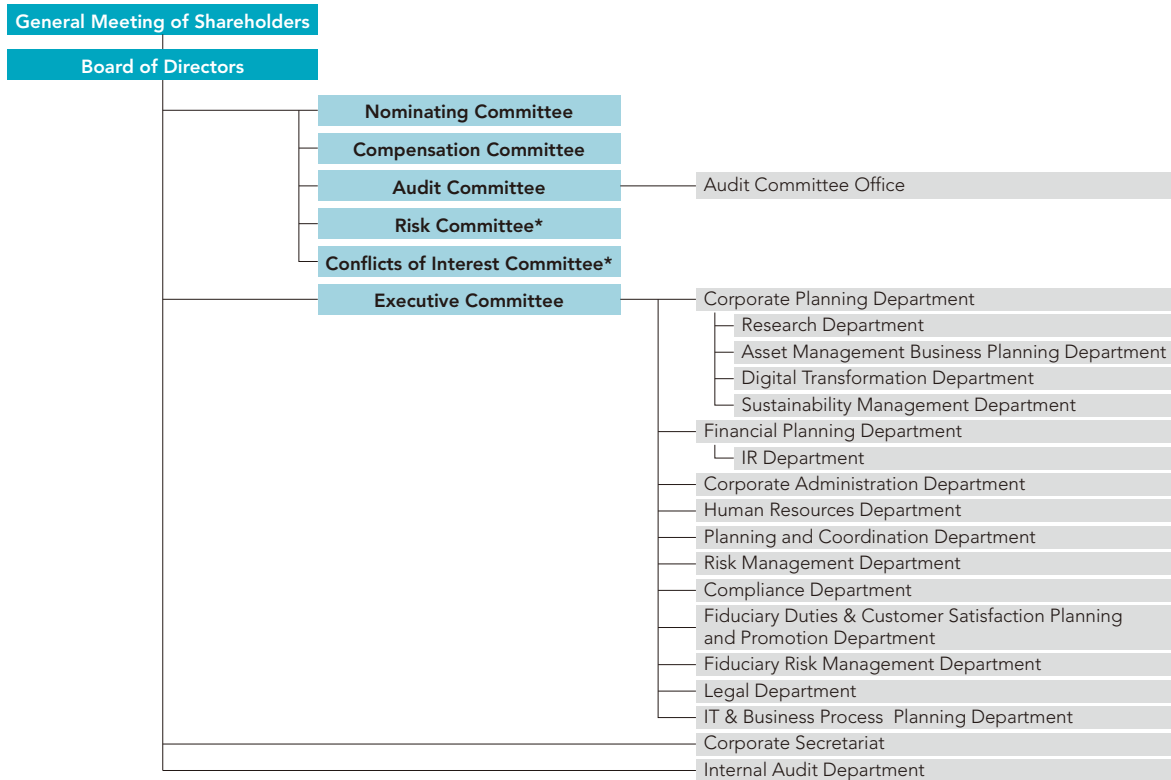 General Meeting of Shareholders
Board of Directors
Nominating Committee
Compensation Committee
Audit Committee
Audit Committee Office
Risk Committee*
Conflicts of Interest Committee*
Executive Committee
Corporate Planning Department
Research Department
Asset Management Business Planning Department
Digital Transformation Department
Sustainability Management Department
Financial Planning Department
IR Department
Corporate Administration Department
Human Resources Department
Planning and Coordination Department
Risk Management Department
Compliance Department
Fiduciary Duties & Customer Satisfaction Planning
and Promotion Department
Fiduciary Risk Management Department
Legal Department
IT & Business Process Planning Department
Corporate Secretariat
Internal Audit Department